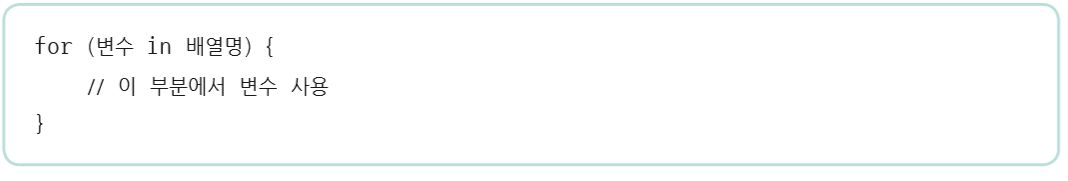 for (변수 in 배열명) {
    // 이 부분에서 변수 사용
}